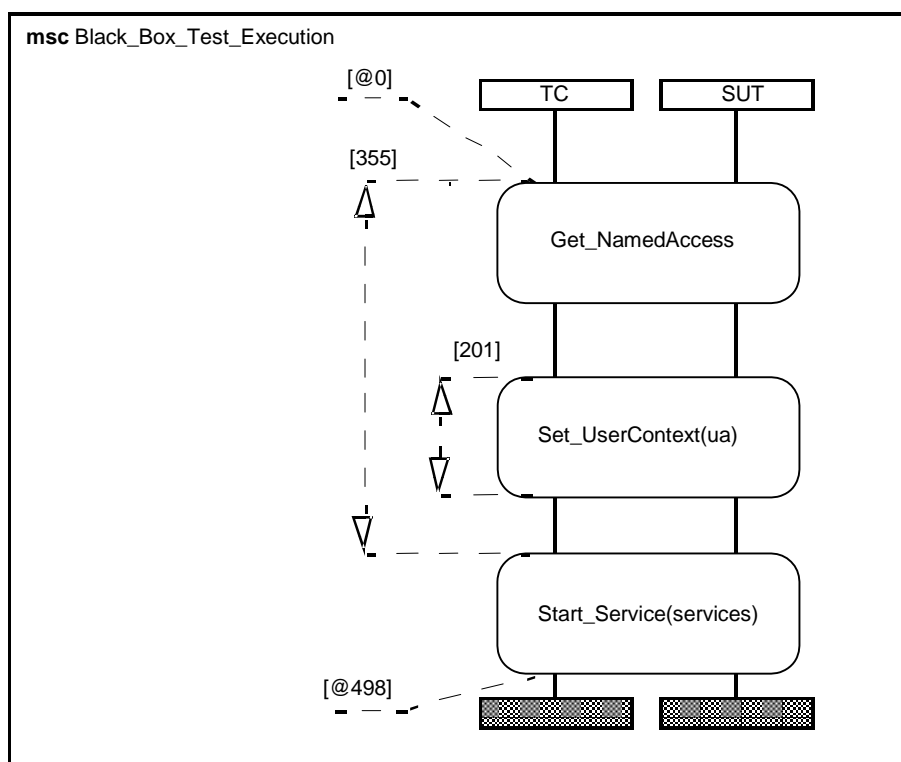 msc Black_Box_Test_Execution
[@0]
TC
SUT
[355]
Get_NamedAccess
[201]
Set_UserContext(ua)
Start_Service(services)
[@498]